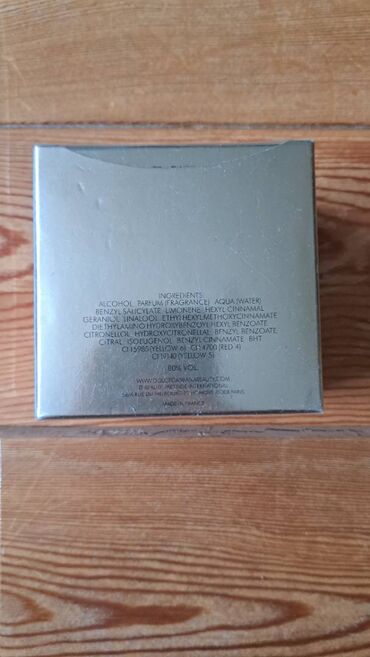 INGREDIENTS:
ALCOHOL, PARFUM (FRAGRANCE), AQUA (WATER)
BENZYL SALICYLATE, LIMONENE, HEXYL CINNAMAL
GERANIOL, LINALOOL, ETHYLHEXYLMETHOXYCINNAMATE
DIETHYLAMINO HYDROXYBENZOYL HEXYL BENZOATE
CITRONELLOL, HYDROXYCITRONELLAL, BENZYL BENZOATE,
CITRAL, ISOEUGENOL, BENZYL CINNAMATE, BHT
CI 15985 (YELLOW 6), CI 14700 (RED 4)
CI 19140 (YELLOW 5)
80% VOL.
MADE IN FRANCE